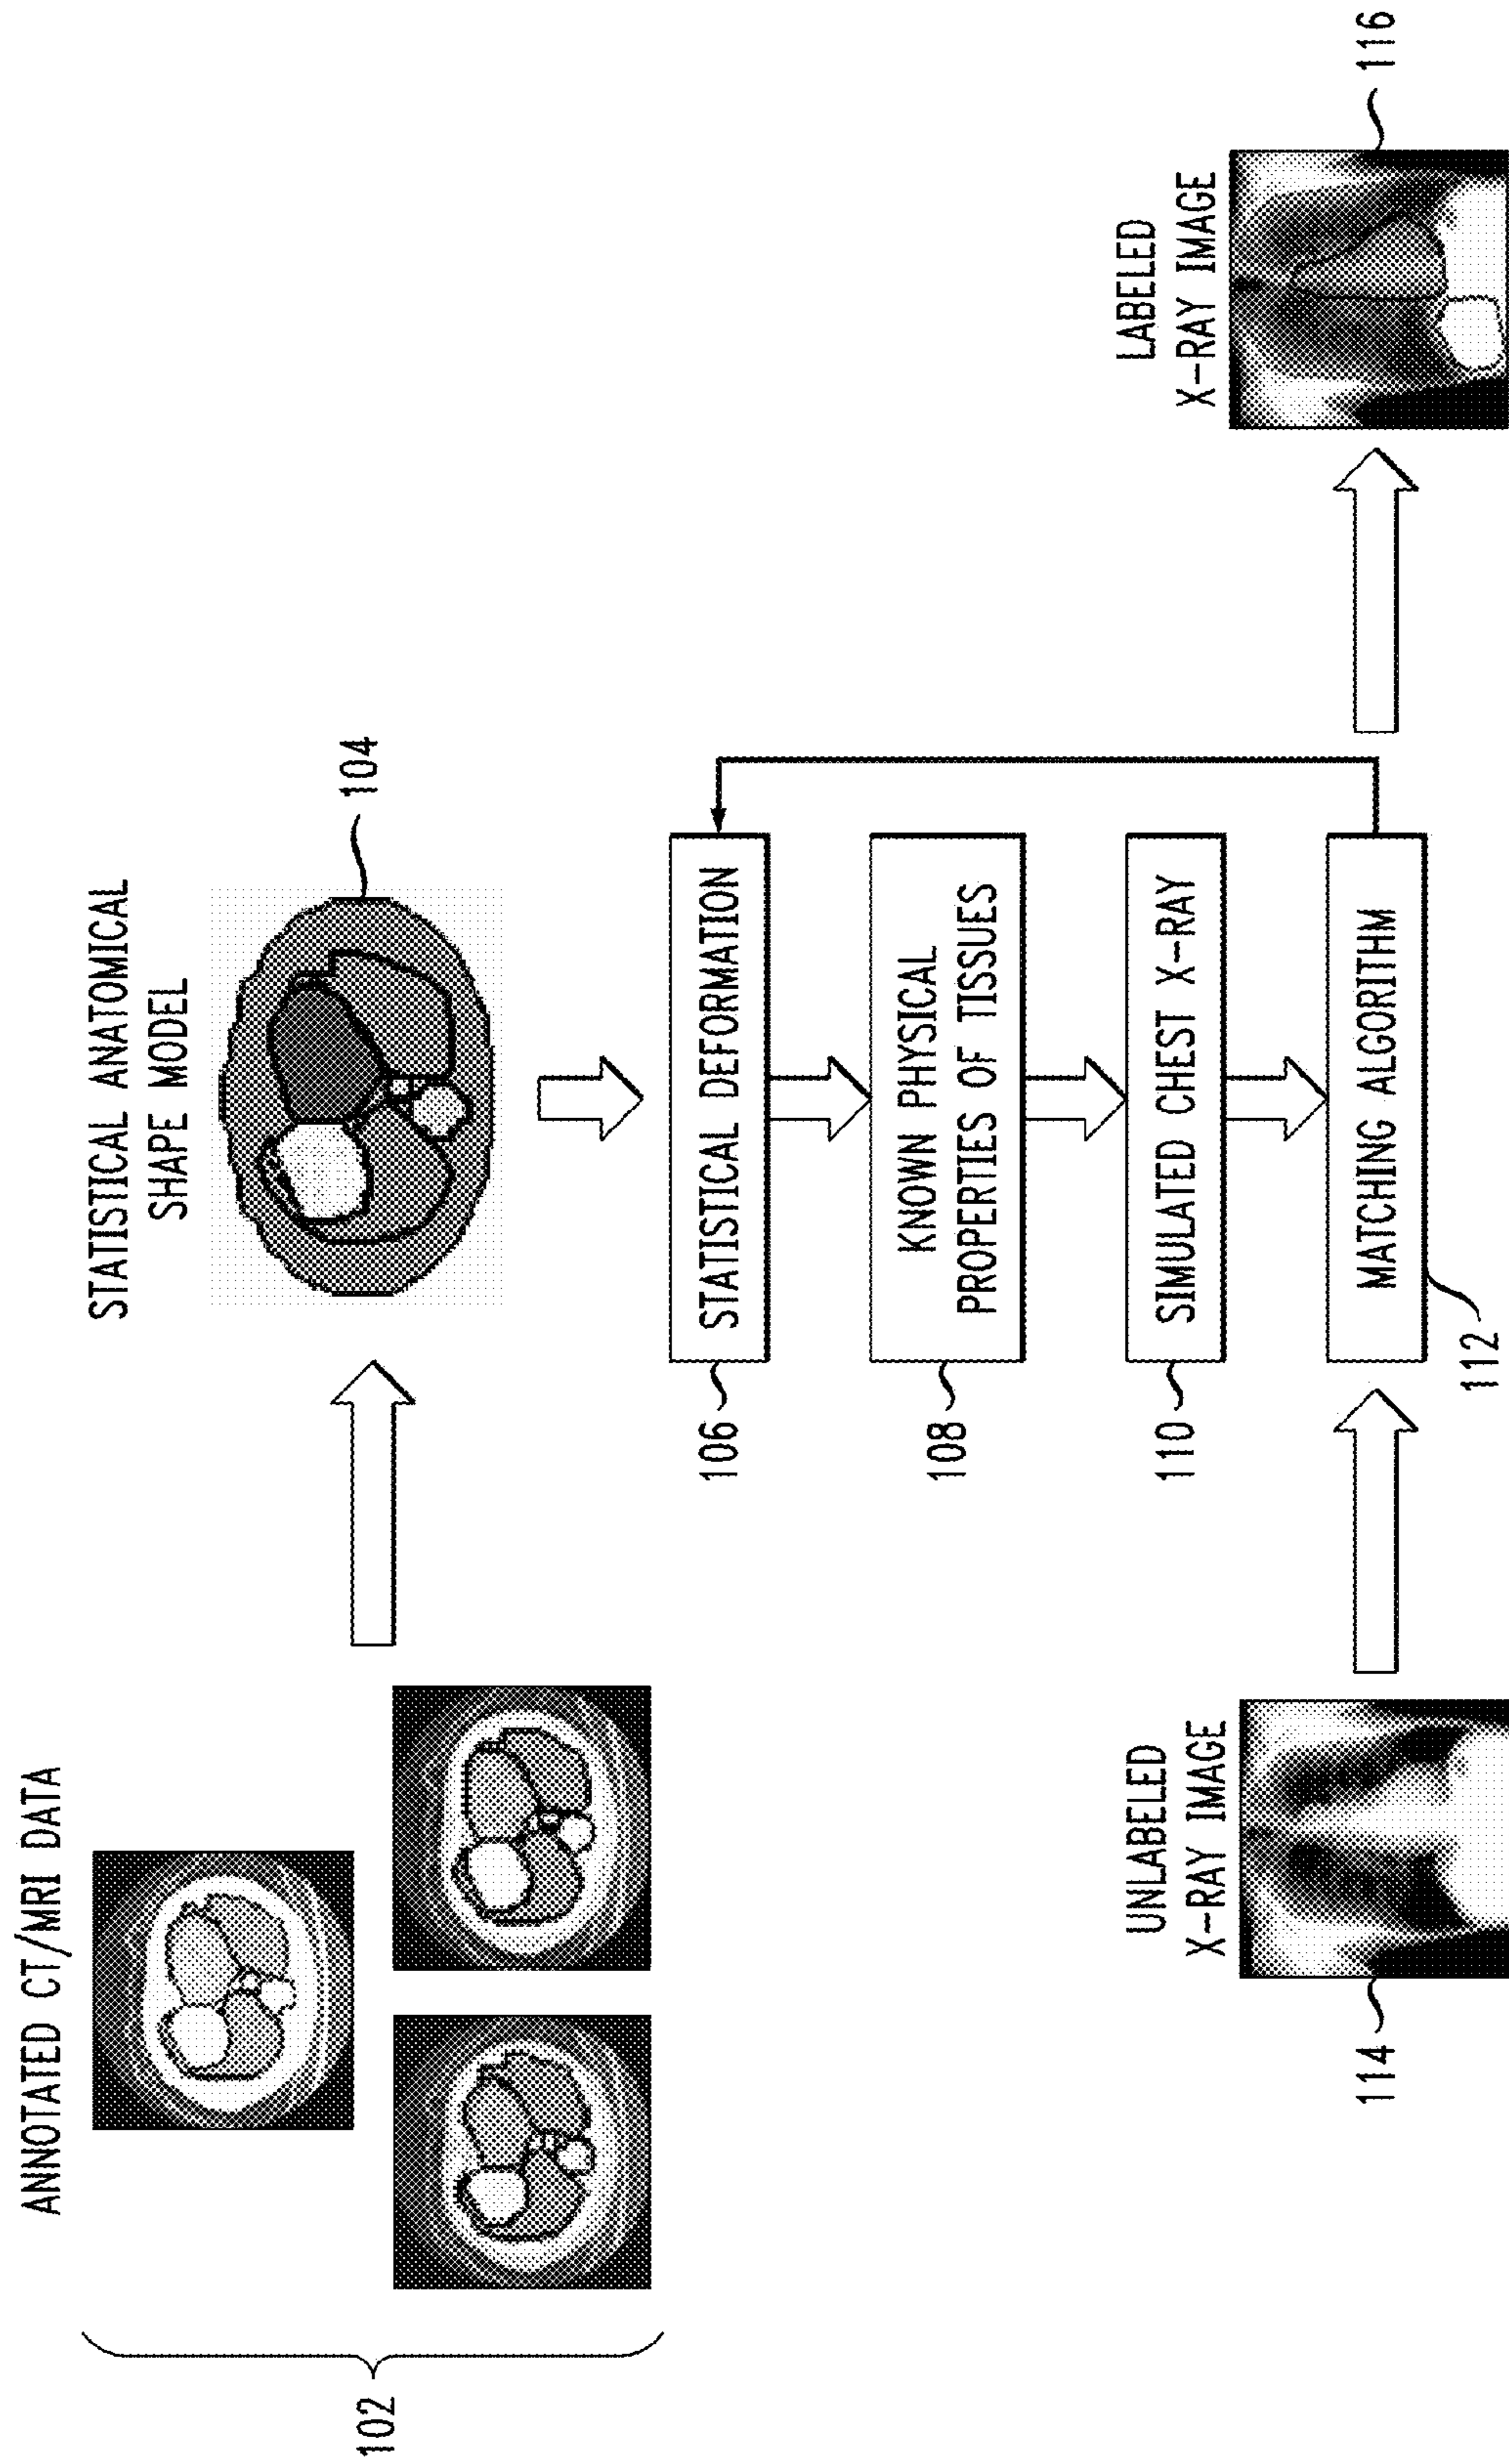 ANNOTATED CT/MRI DATA
102
STATISTICAL ANATOMICAL
SHAPE MODEL
104
STATISTICAL DEFORMATION
106
KNOWN PHYSICAL
PROPERTIES OF TISSUES
108
SIMULATED CHEST X-RAY
110
MATCHING ALGORITHM
112
UNLABELED
X-RAY IMAGE
114
LABELED
X-RAY IMAGE
116